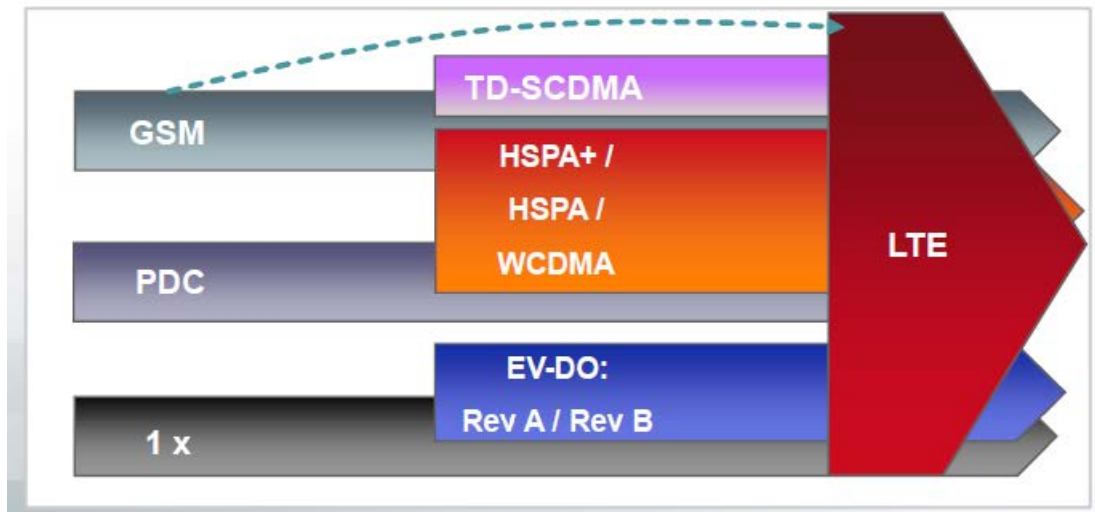 TD-SCDMA
GSM
HSPA+ /
HSPA /
WCDMA
LTE
PDC
EV-DO:
Rev A / Rev B
1 x